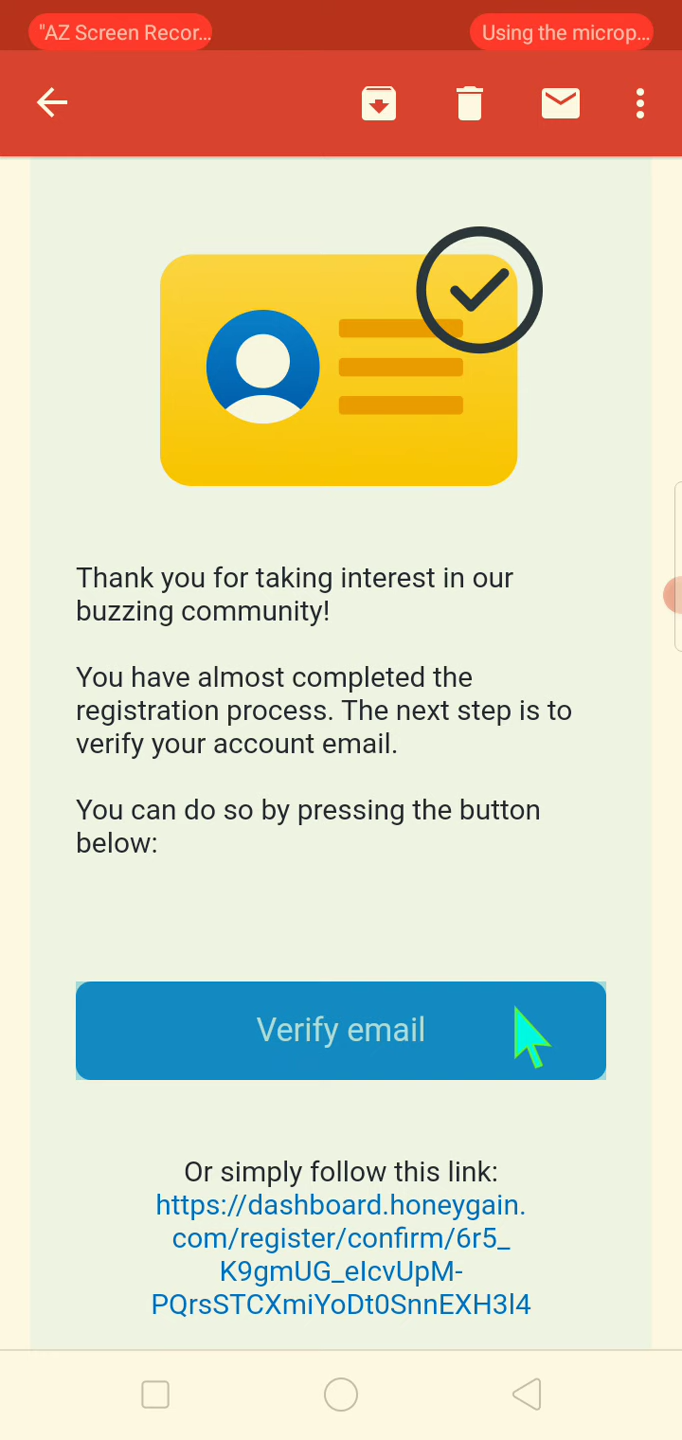 "AZ Screen Recor... Using the microp...
Thank you for taking interest in our
buzzing community!
You have almost completed the
registration process. The next step is to
verify your account email.
You can do so by pressing the button
below:
Verify email
Or simply follow this link:
https://dashboard.honeygain.
com/register/confirm/6r5_
K9gmUG_eIcvUpM-
PQrsSTCXmiYoDt0SnnEXH3l4